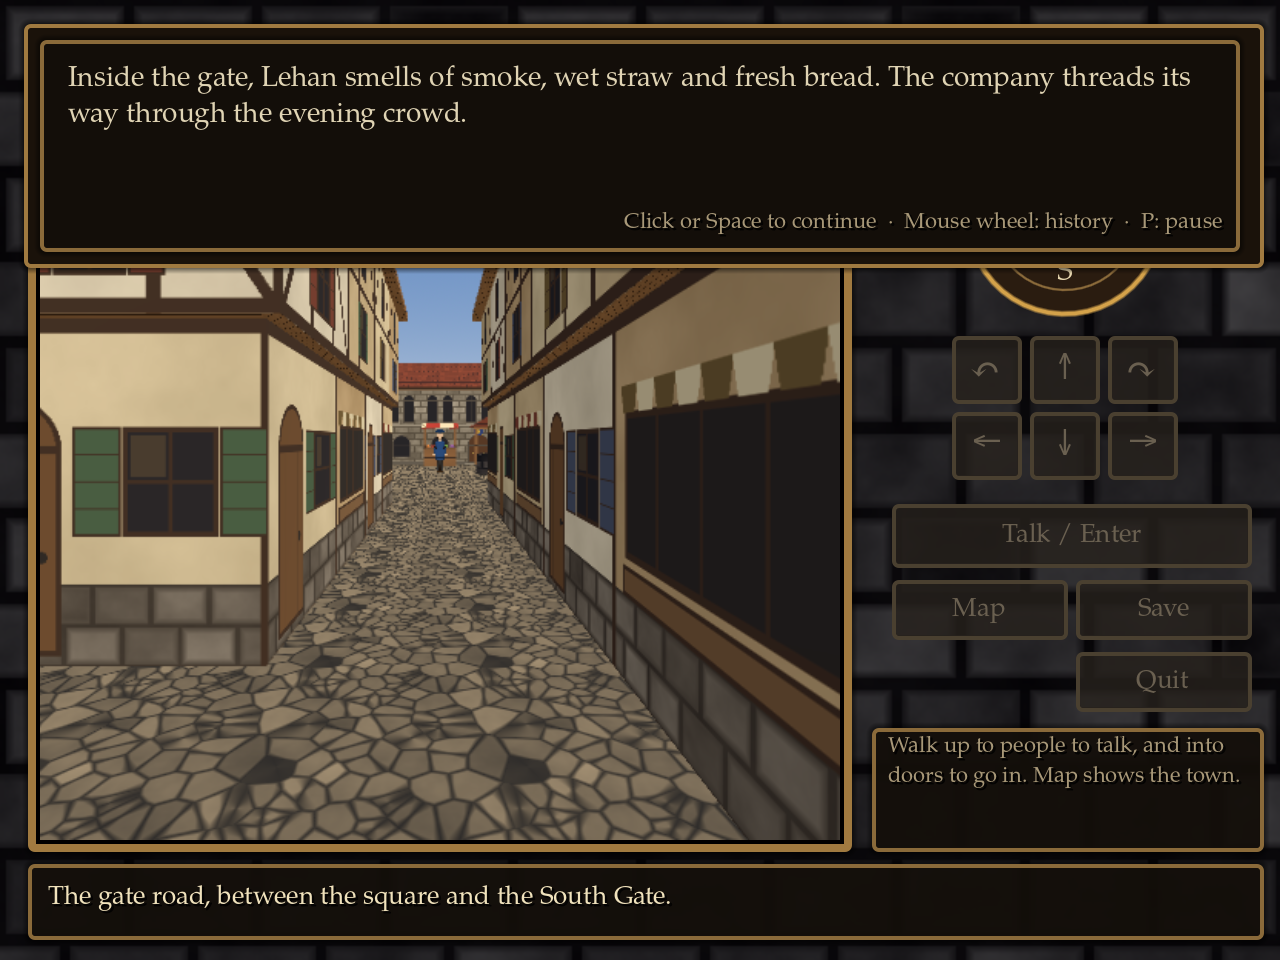 Inside the gate, Lehan smells of smoke, wet straw and fresh bread. The company threads its
way through the evening crowd.
Click or Space to continue · Mouse wheel: history · P: pause
S
↶ ↑ ↷
← ↓ →
Talk / Enter
Map Save
Quit
Walk up to people to talk, and into
doors to go in. Map shows the town.
The gate road, between the square and the South Gate.